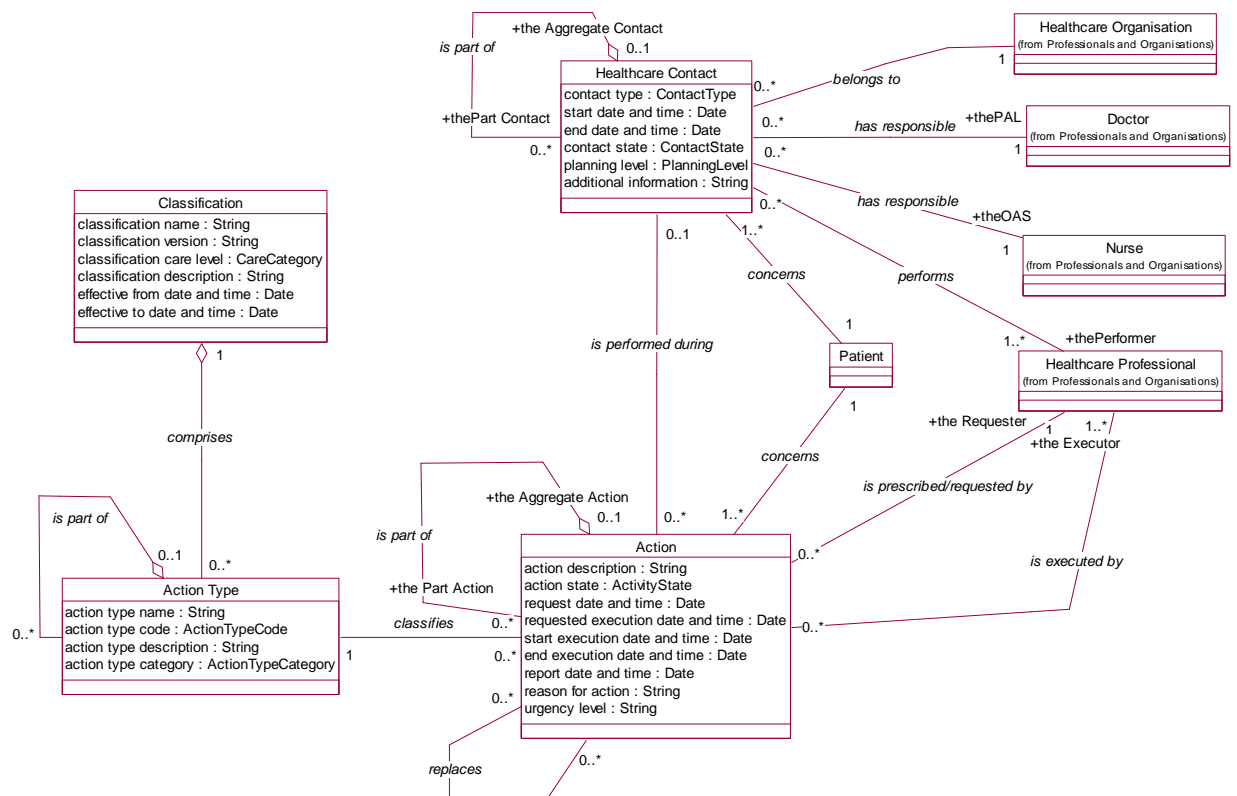 +the Aggregate Contact
is part of
0..1
Healthcare Contact
contact type : ContactType
start date and time : Date
end date and time : Date
contact state : ContactState
planning level : PlanningLevel
additional information : String
+thePart Contact
0..*
Healthcare Organisation
(from Professionals and Organisations)
0..*
belongs to
1
Doctor
(from Professionals and Organisations)
0..*
has responsible
+thePAL
1
0..*
has responsible
+theOAS
1
Nurse
(from Professionals and Organisations)
0..*
performs
+thePerformer
1..*
Healthcare Professional
(from Professionals and Organisations)
0..1
is performed during
0..*
1..*
concerns
1
Patient
1
concerns
1..*
Classification
classification name : String
classification version : String
classification care level : CareCategory
classification description : String
effective from date and time : Date
effective to date and time : Date
1
comprises
0..*
is part of
0..1
0..*
Action Type
action type name : String
action type code : ActionTypeCode
action type description : String
action type category : ActionTypeCategory
1
classifies
0..*
+the Aggregate Action
0..1
is part of
+the Part Action
0..*
Action
action description : String
action state : ActivityState
request date and time : Date
requested execution date and time : Date
start execution date and time : Date
end execution date and time : Date
report date and time : Date
reason for action : String
urgency level : String
+the Requester
1
is prescribed/requested by
0..*
1..*
+the Executor
is executed by
0..*
0..*
replaces
0..*